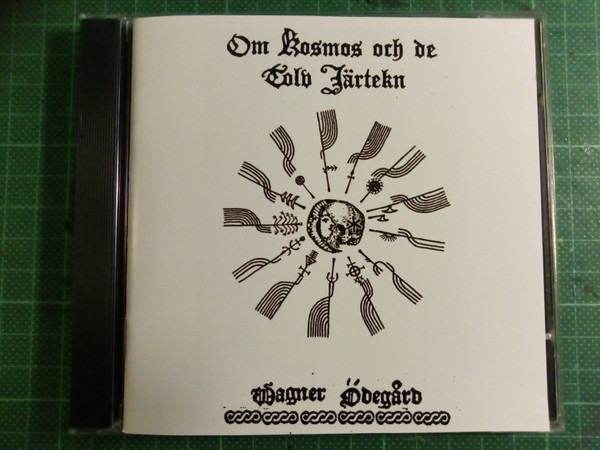 Om Kosmos och de
Tolv Järtekn
Wagner Ödegård